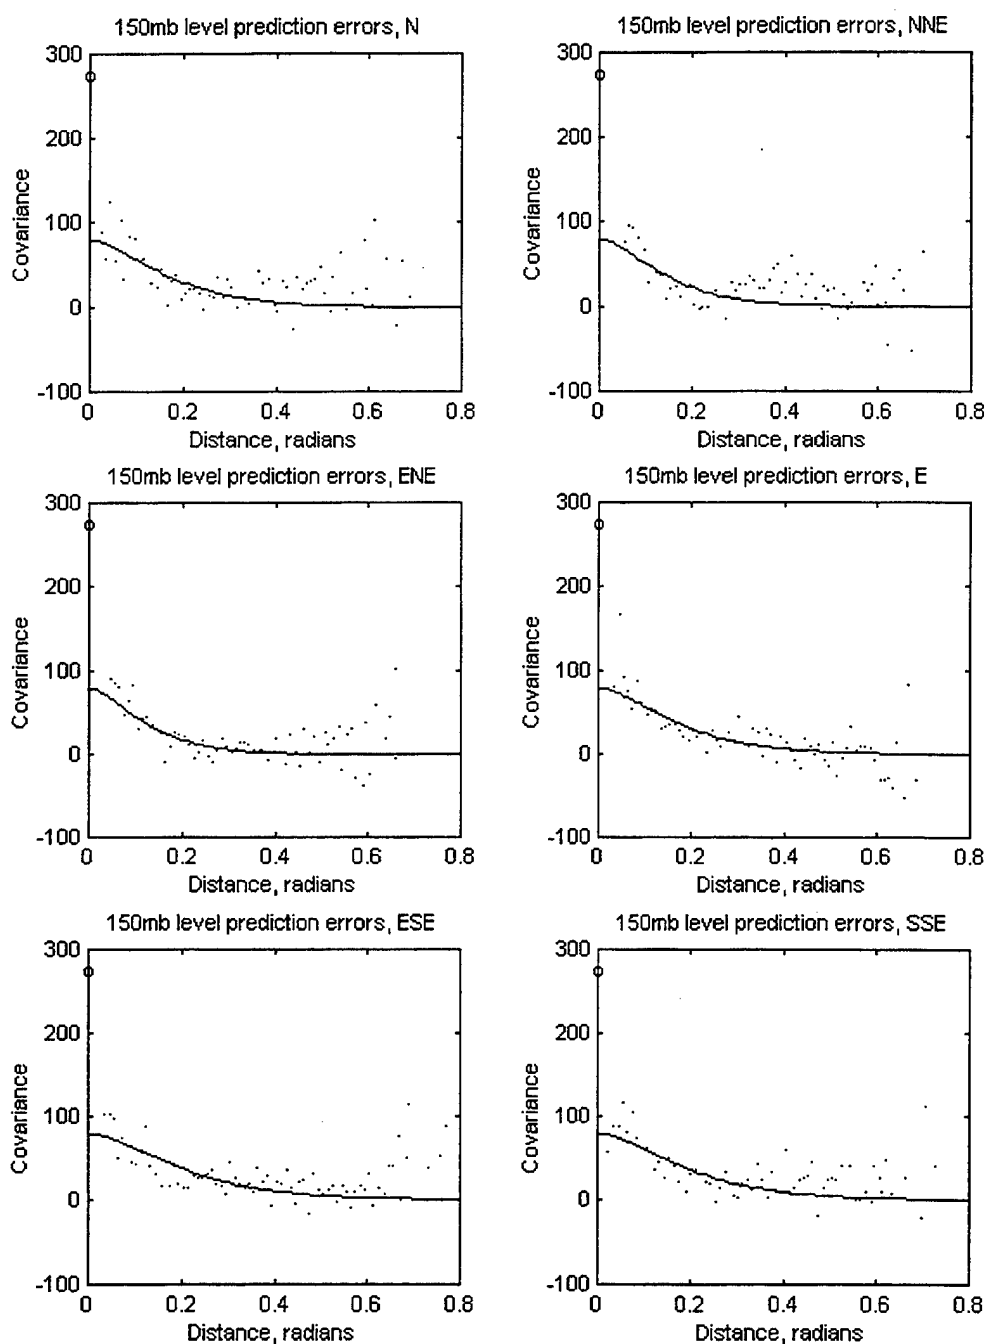 150mb level prediction errors, N
300
200
100
0
-100
Covariance
0 0.2 0.4 0.6 0.8
Distance, radians
150mb level prediction errors, NNE
300
200
100
0
-100
Covariance
0 0.2 0.4 0.6 0.8
Distance, radians
150mb level prediction errors, ENE
300
200
100
0
-100
Covariance
0 0.2 0.4 0.6 0.8
Distance, radians
150mb level prediction errors, E
300
200
100
0
-100
Covariance
0 0.2 0.4 0.6 0.8
Distance, radians
150mb level prediction errors, ESE
300
200
100
0
-100
Covariance
0 0.2 0.4 0.6 0.8
Distance, radians
150mb level prediction errors, SSE
300
200
100
0
-100
Covariance
0 0.2 0.4 0.6 0.8
Distance, radians